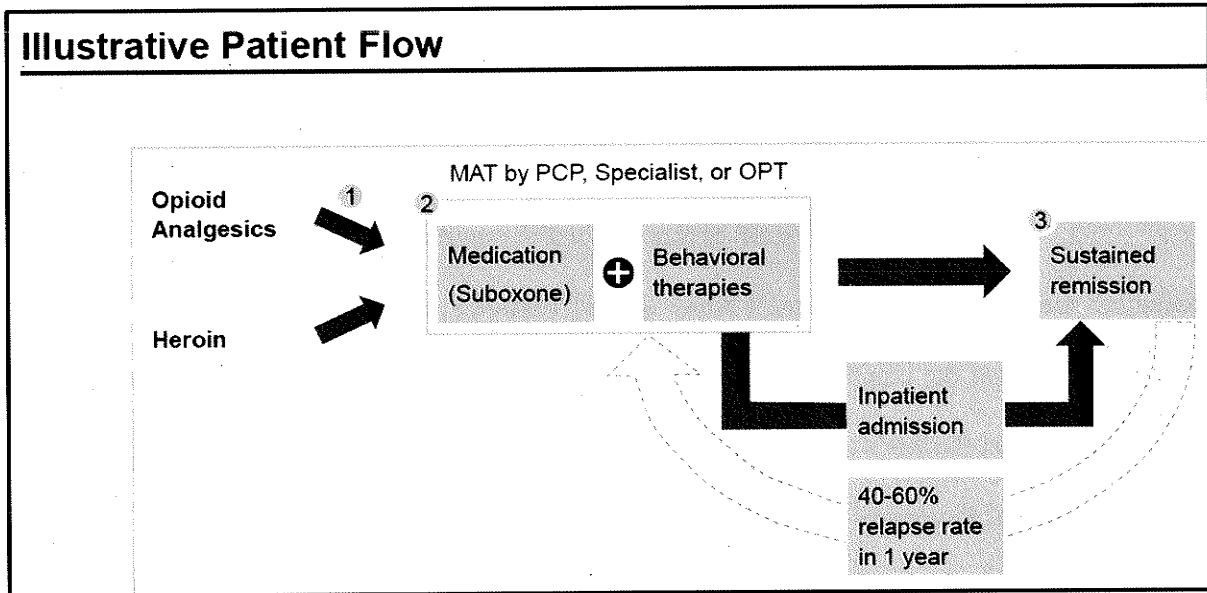 Illustrative Patient Flow
MAT by PCP, Specialist, or OPT
Opioid
Analgesics
1
2
Medication
(Suboxone)
+
Behavioral
therapies
3
Sustained
remission
Heroin
Inpatient
admission
40-60%
relapse rate
in 1 year